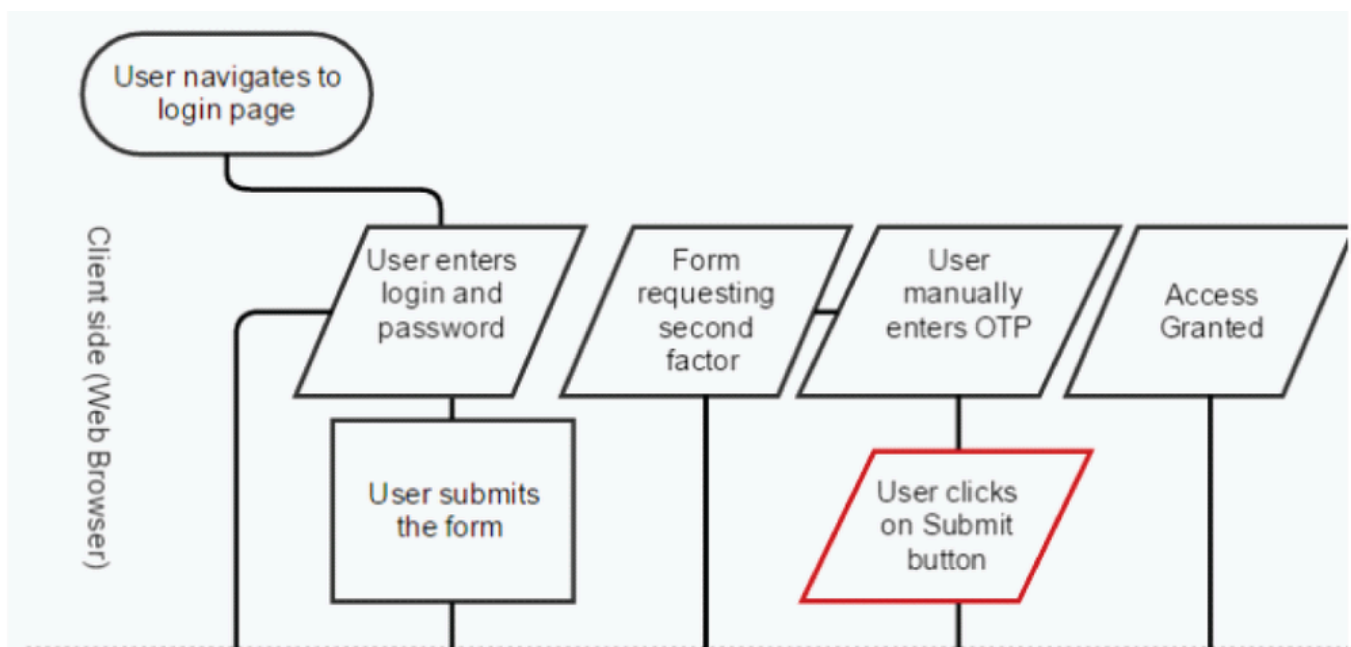 User navigates to
login page
Client side (Web Browser)
User enters
login and
password
Form
requesting
second
factor
User
manually
enters OTP
Access
Granted
User submits
the form
User clicks
on Submit
button